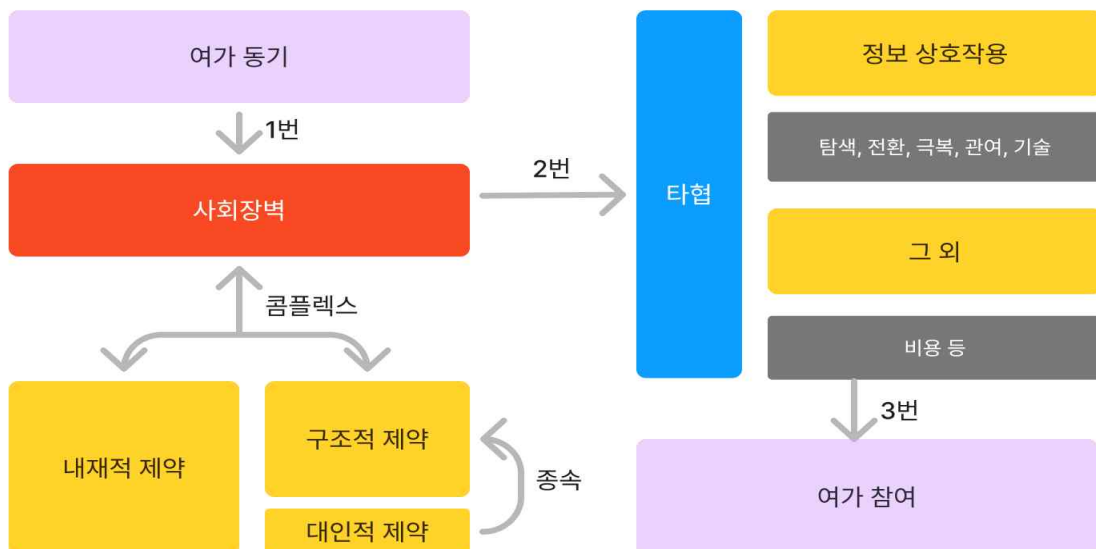 여가 동기
1번
사회장벽
콤플렉스
내재적 제약
구조적 제약
대인적 제약
종속
2번
타협
정보 상호작용
탐색, 전환, 극복, 관여, 기술
그 외
비용 등
3번
여가 참여